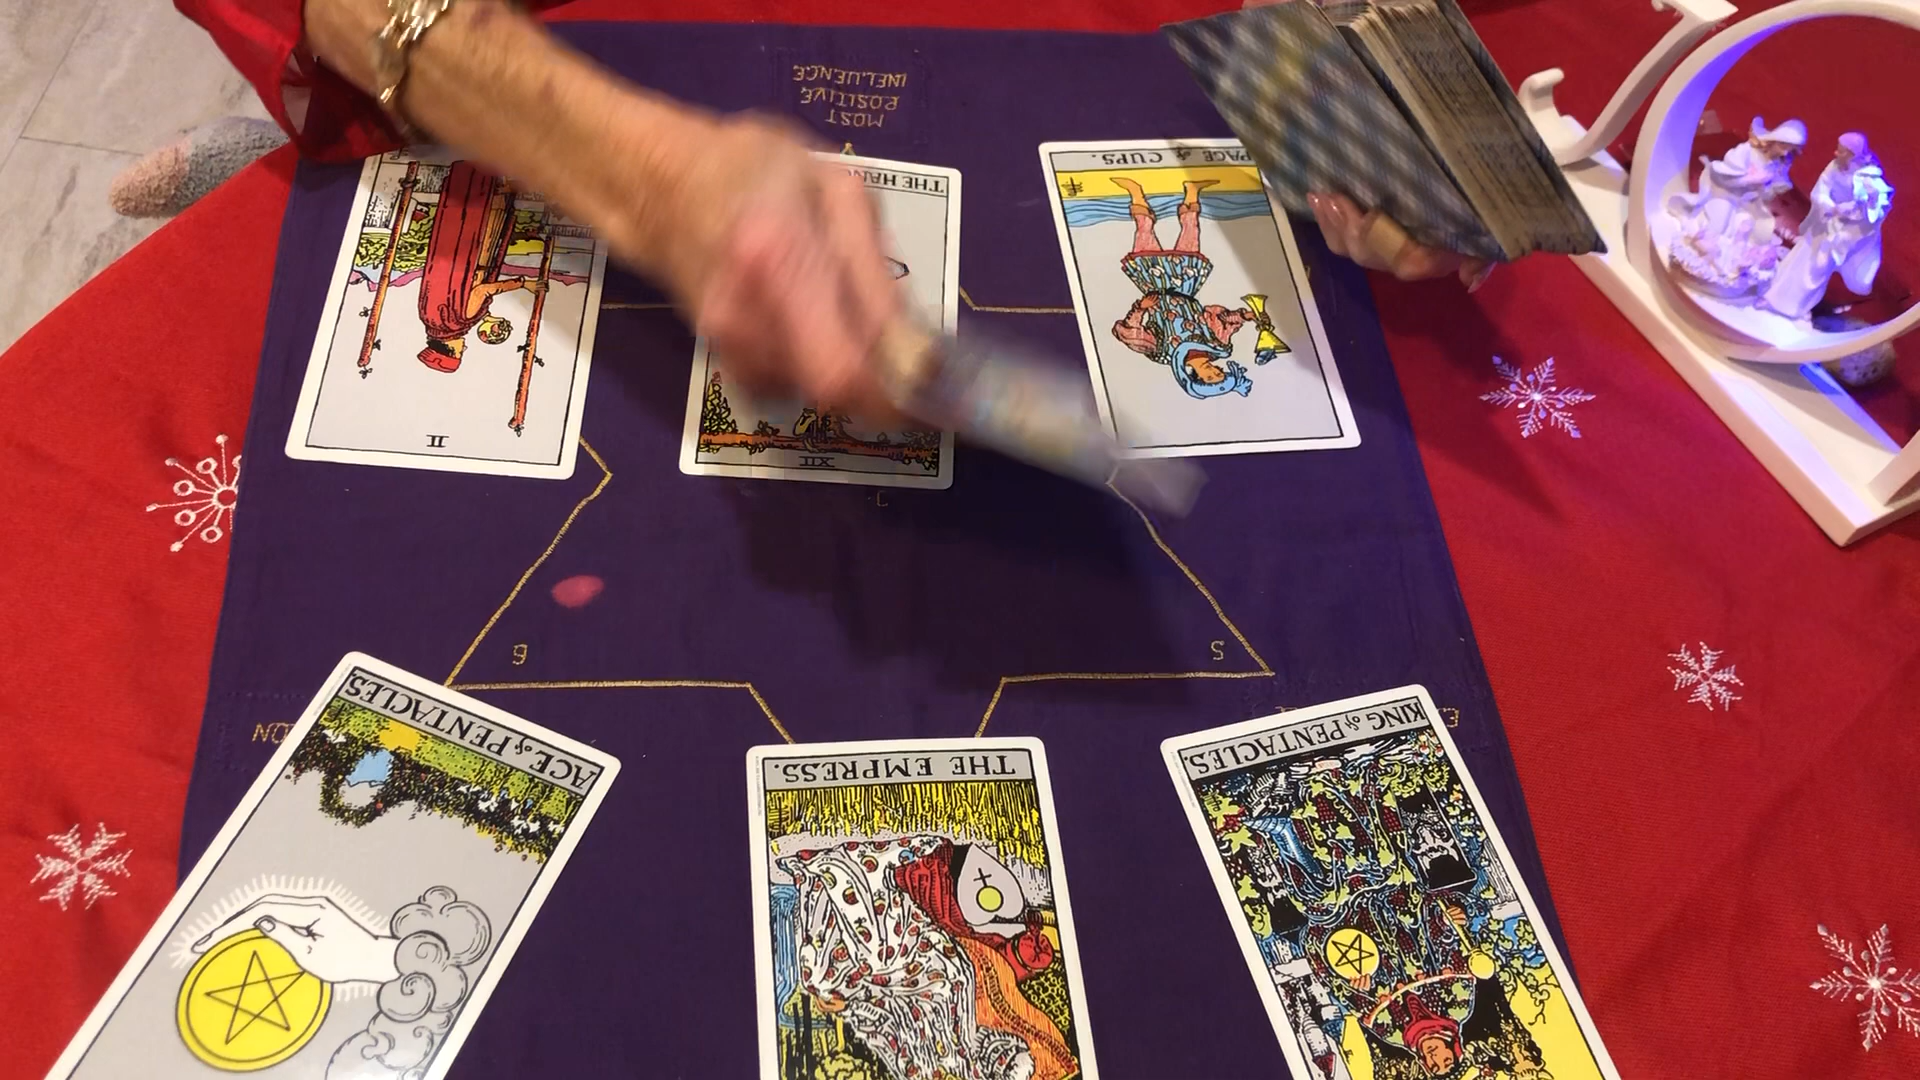 MOST
POSITIVE
INFLUENCE
THE HAN
PAGE of CUPS.
II
XII
6
5
ACE of PENTACLES.
THE EMPRESS.
KING of PENTACLES.